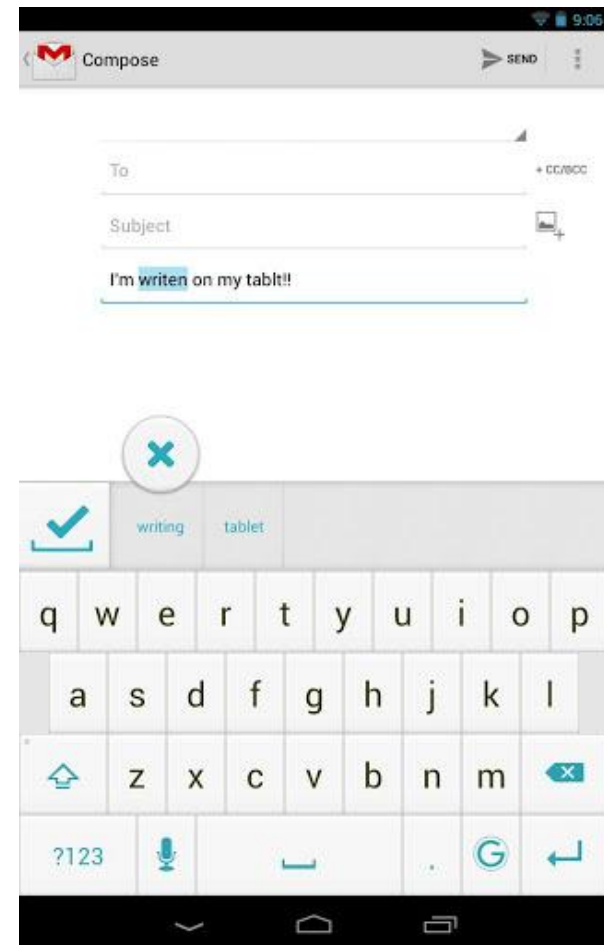 9:06
Compose SEND
To + CC/BCC
Subject
I'm writen on my tablt!!
writing tablet
q w e r t y u i o p
a s d f g h j k l
z x c v b n m
?123 . G